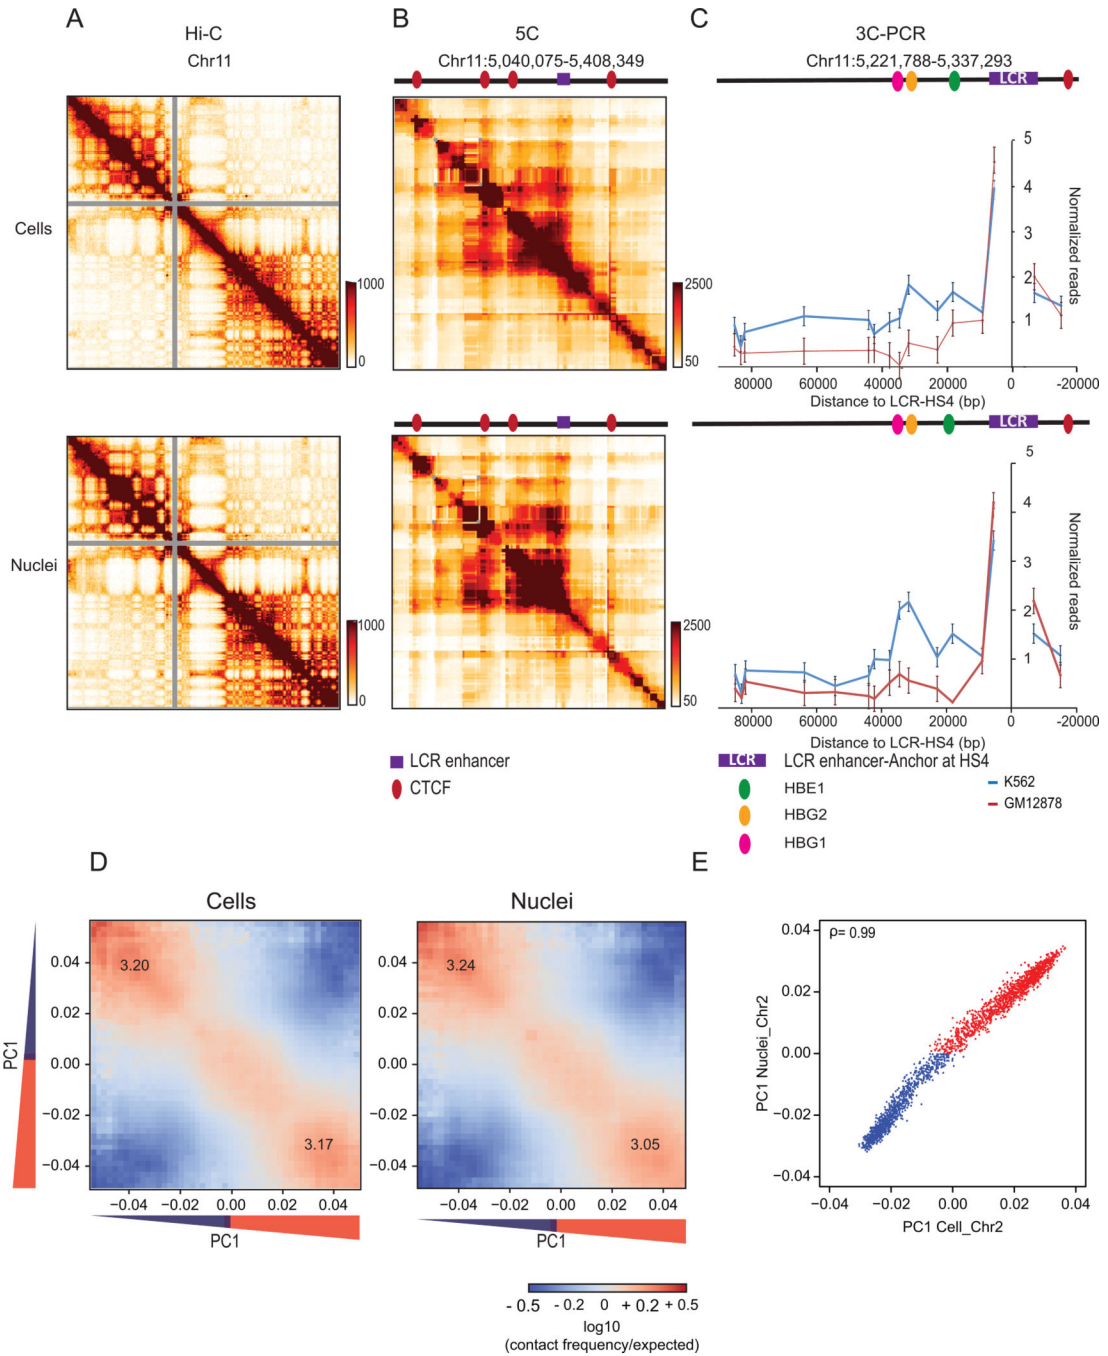 A
B
C
Hi-C
5C
3C-PCR
Chr11
Chr11:5,040,075-5,408,349
Chr11:5,221,788-5,337,293
LCR
Cells
1000
0
2500
50
5
4
3
2
1
Normalized reads
80000 60000 40000 20000 0 -20000
Distance to LCR-HS4 (bp)
LCR
Nuclei
1000
0
2500
50
5
4
3
2
1
Normalized reads
80000 60000 40000 20000 0 -20000
Distance to LCR-HS4 (bp)
LCR enhancer
CTCF
LCR LCR enhancer-Anchor at HS4
HBE1
HBG2
HBG1
K562
GM12878
D
E
Cells
Nuclei
PC1
0.04
0.02
0.00
−0.02
−0.04
3.20
3.17
−0.04 −0.02 0.00 0.02 0.04
PC1
0.04
0.02
0.00
−0.02
−0.04
3.24
3.05
−0.04 −0.02 0.00 0.02 0.04
PC1
- 0.5 - 0.2 0 + 0.2 + 0.5
log10
(contact frequency/expected)
ρ= 0.99
PC1 Nuclei_Chr2
0.04
0.02
0.00
−0.02
−0.04
−0.04 −0.02 0.00 0.02 0.04
PC1 Cell_Chr2